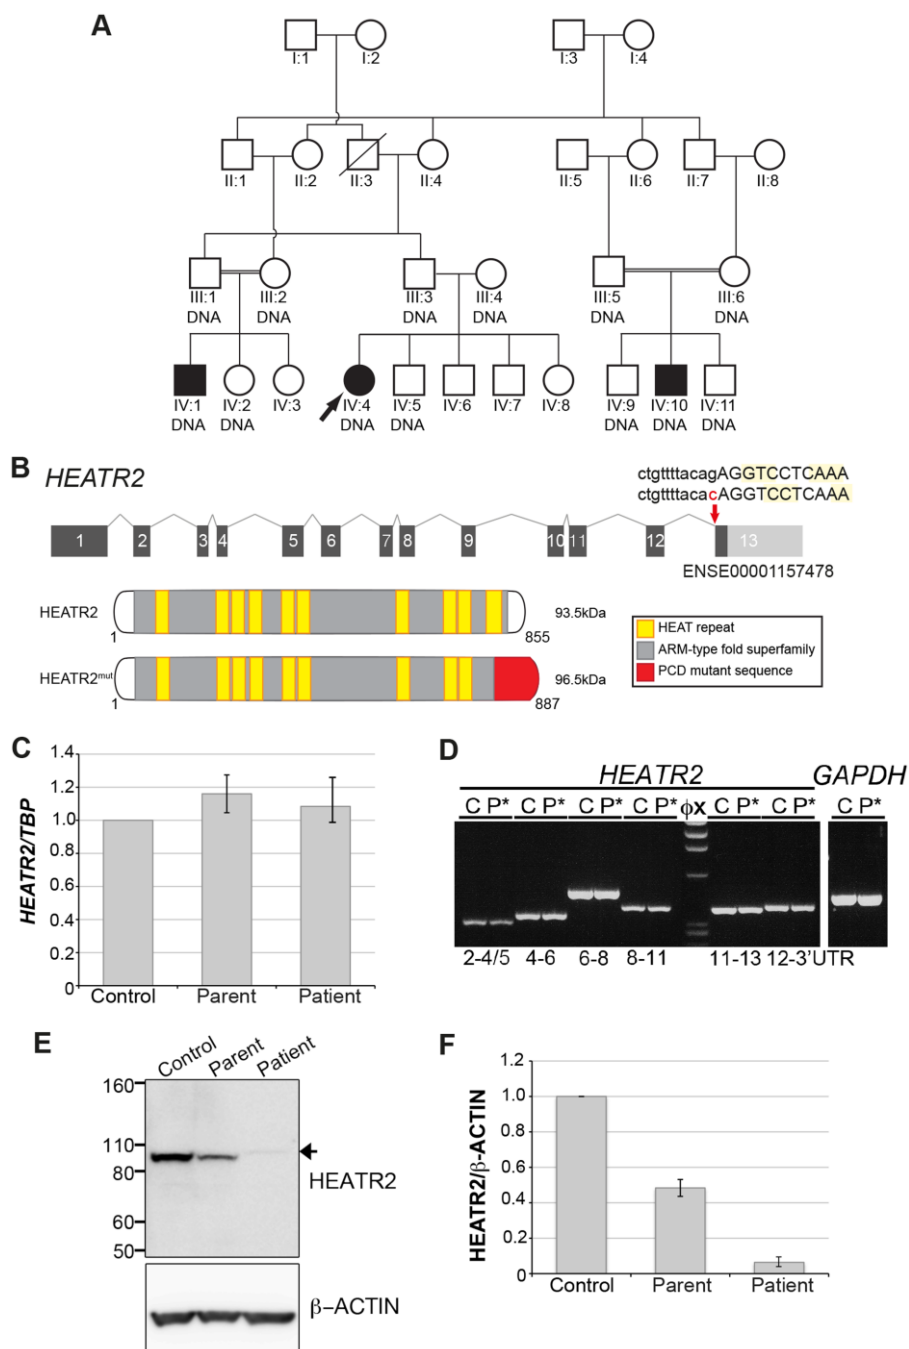 A
I:1 I:2 I:3 I:4
II:1 II:2 II:3 II:4 II:5 II:6 II:7 II:8
III:1 III:2 III:3 III:4 III:5 III:6
DNA DNA DNA DNA DNA DNA
IV:1 IV:2 IV:3 IV:4 IV:5 IV:6 IV:7 IV:8 IV:9 IV:10 IV:11
DNA DNA DNA DNA DNA DNA DNA
B
HEATR2
ctgttttacagAGGTCCTCAAA
ctgttttacacAGGTCCTCAAA
1 2 3 4 5 6 7 8 9 10 11 12 13
ENSE00001157478
HEATR2 93.5kDa
1 855
HEATR2mut 96.5kDa
1 887
HEAT repeat
ARM-type fold superfamily
PCD mutant sequence
C
HEATR2/TBP
1.4
1.2
1.0
0.8
0.6
0.4
0.2
0
Control Parent Patient
D
HEATR2 GAPDH
C P* C P* C P* C P* ϕx C P* C P* C P*
2-4/5 4-6 6-8 8-11 11-13 12-3'UTR
E
Control Parent Patient
160
110
80
60
50
HEATR2
β-ACTIN
F
HEATR2/β-ACTIN
1.2
1.0
0.8
0.6
0.4
0.2
0
Control Parent Patient